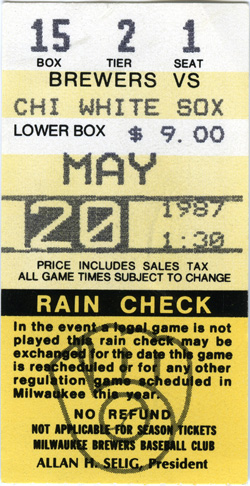 15 2 1
BOX TIER SEAT
BREWERS VS
CHI WHITE SOX
LOWER BOX $ 9.00
MAY
20 1987
1:30
PRICE INCLUDES SALES TAX
ALL GAME TIMES SUBJECT TO CHANGE
RAIN CHECK
In the event a legal game is not
played this rain check may be
exchanged for the date this game
is rescheduled or for any other
regulation game scheduled in
Milwaukee this year.
NO REFUND
NOT APPLICABLE FOR SEASON TICKETS
MILWAUKEE BREWERS BASEBALL CLUB
ALLAN H. SELIG, President